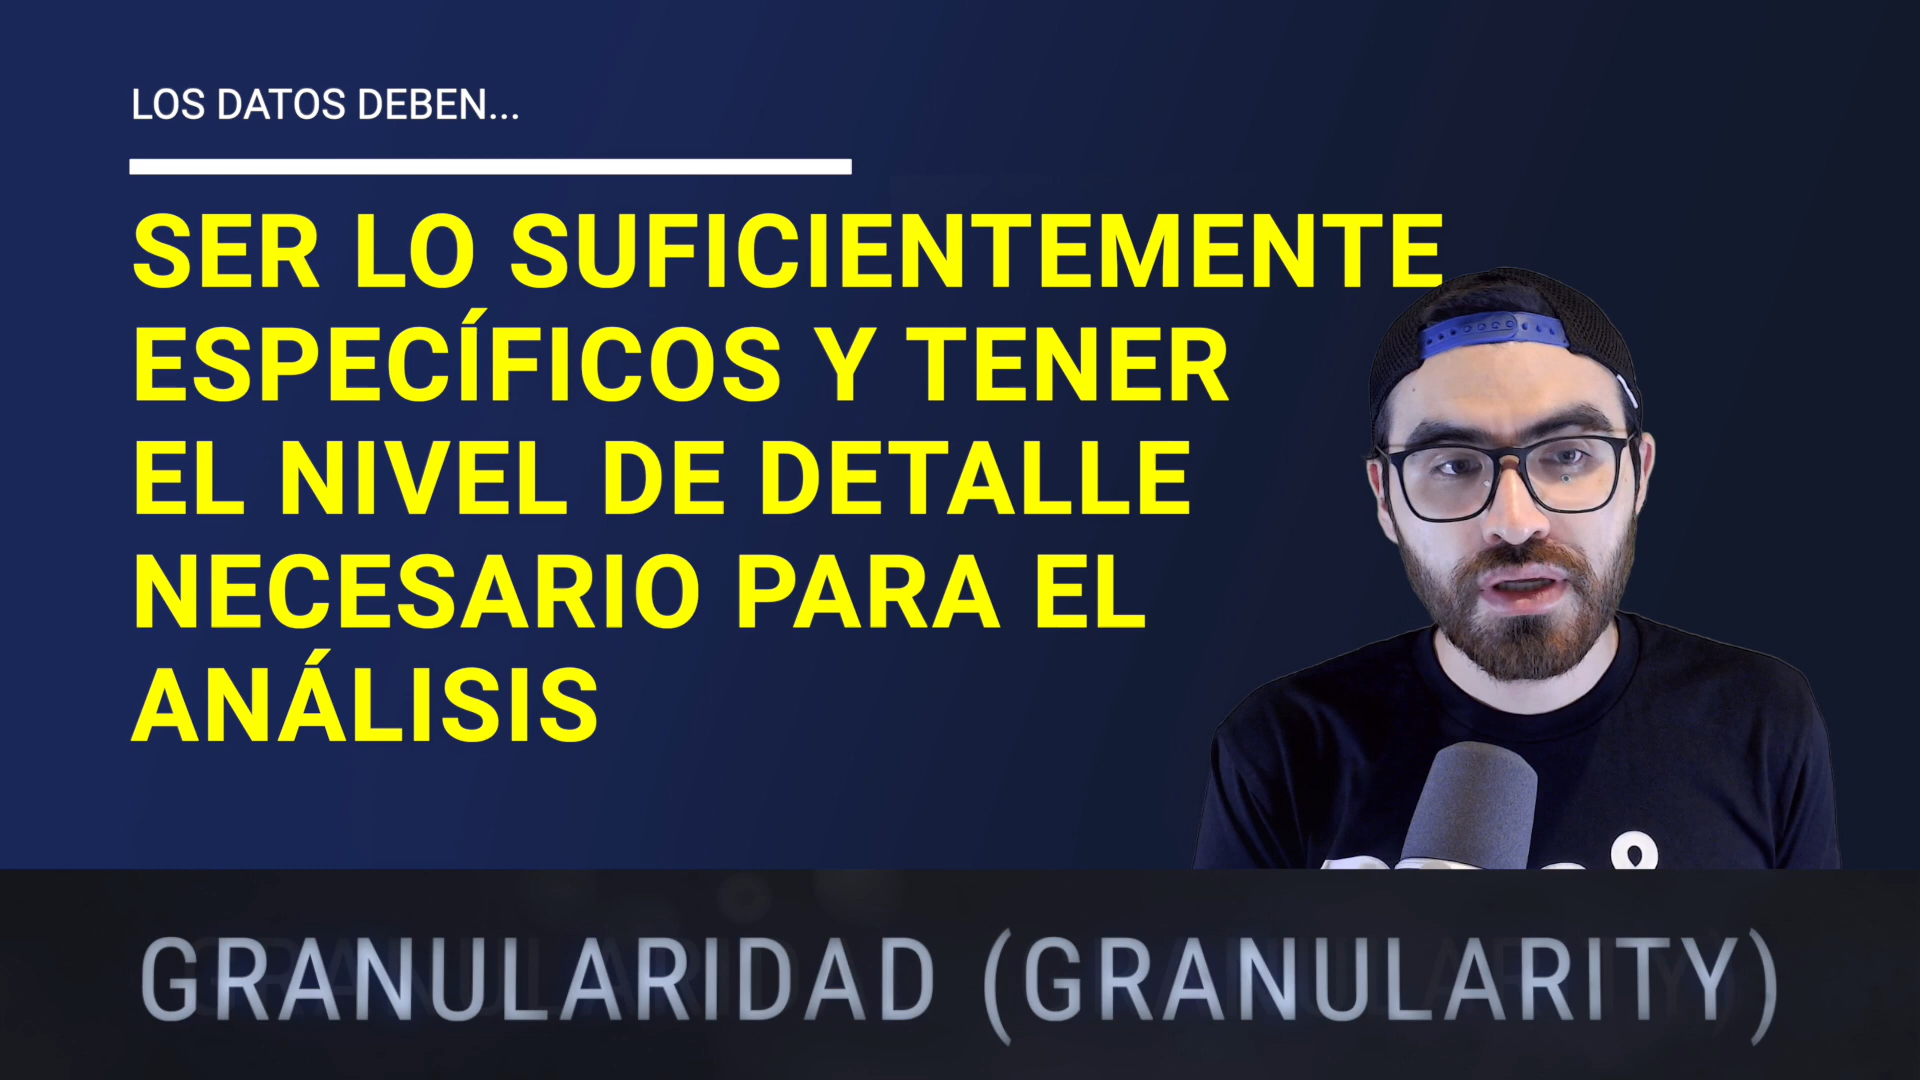 LOS DATOS DEBEN...
SER LO SUFICIENTEMENTE
ESPECÍFICOS Y TENER
EL NIVEL DE DETALLE
NECESARIO PARA EL
ANÁLISIS
GRANULARIDAD (GRANULARITY)